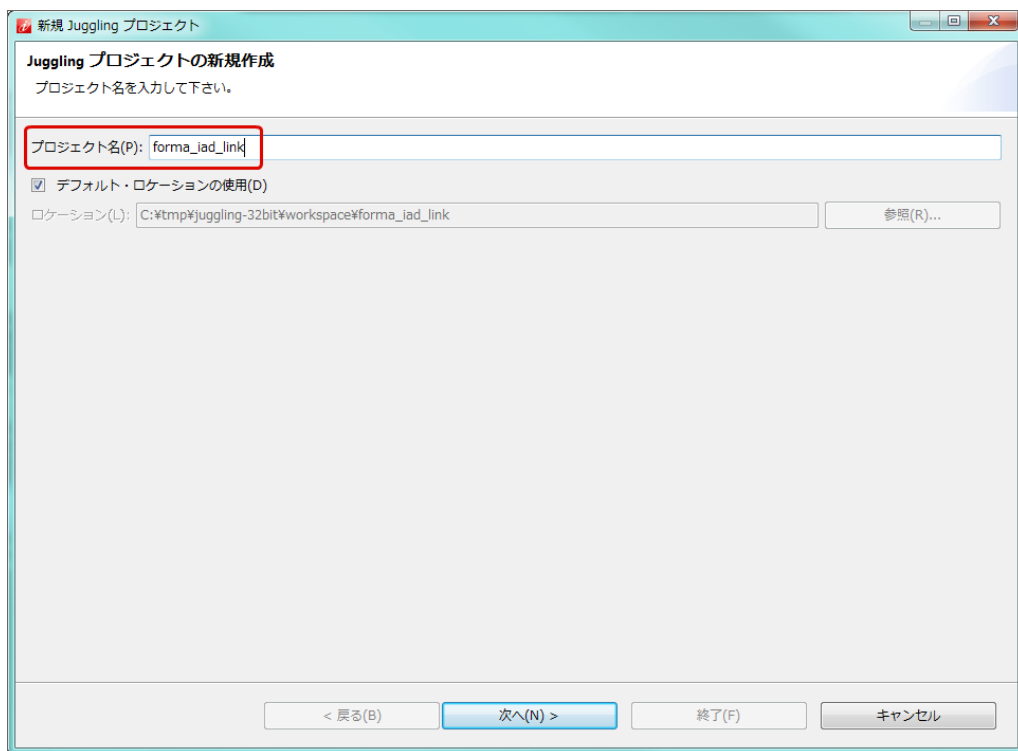 新規 Juggling プロジェクト
Juggling プロジェクトの新規作成
プロジェクト名を入力して下さい。
プロジェクト名(P): forma_iad_link
デフォルト・ロケーションの使用(D)
ロケーション(L): C:¥tmp¥juggling-32bit¥workspace¥forma_iad_link 参照(R)...
< 戻る(B) 次へ(N) > 終了(F) キャンセル